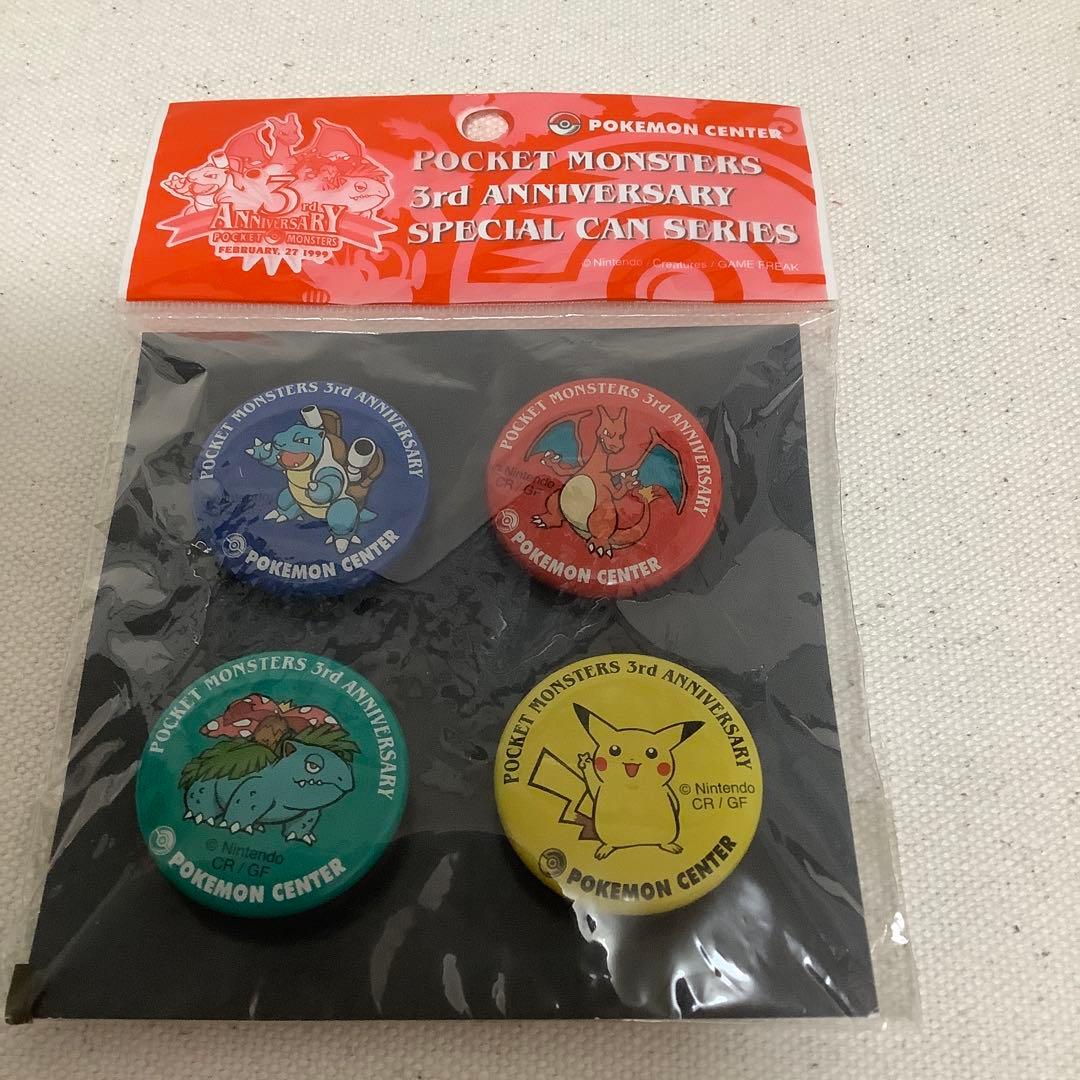 POKEMON CENTER
POCKET MONSTERS
3rd ANNIVERSARY
SPECIAL CAN SERIES
© Nintendo / Creatures / GAME FREAK
3rd
ANNIVERSARY
POCKET MONSTERS
FEBRUARY, 27 1999
POCKET MONSTERS 3rd ANNIVERSARY
POKEMON CENTER
POCKET MONSTERS 3rd ANNIVERSARY
© Nintendo
CR / GF
POKEMON CENTER
POCKET MONSTERS 3rd ANNIVERSARY
© Nintendo
CR / GF
POKEMON CENTER
POCKET MONSTERS 3rd ANNIVERSARY
© Nintendo
CR / GF
POKEMON CENTER